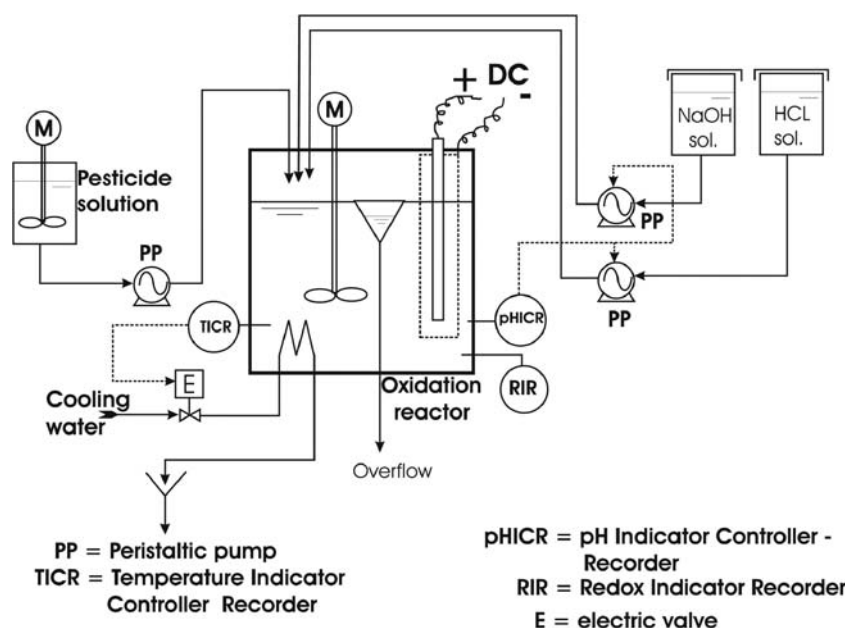 + DC
-
NaOH
sol.
HCL
sol.
M
M
Pesticide
solution
PP
PP
PP
TICR
pHICR
RIR
E
Cooling
water
Oxidation
reactor
Overflow
PP = Peristaltic pump
TICR = Temperature Indicator
Controller Recorder
pHICR = pH Indicator Controller -
Recorder
RIR = Redox Indicator Recorder
E = electric valve